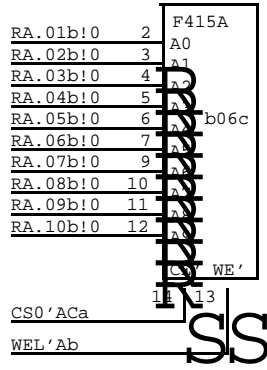 F415A
RA.01b!0 2 A0
RA.02b!0 3 A1
RA.03b!0 4 A2
RA.04b!0 5
RA.05b!0 6 b06c
RA.06b!0 7
RA.07b!0 9
RA.08b!0 10
RA.09b!0 11
RA.10b!0 12
WE'
14 13
CS0'ACa
WEL'Ab
SS